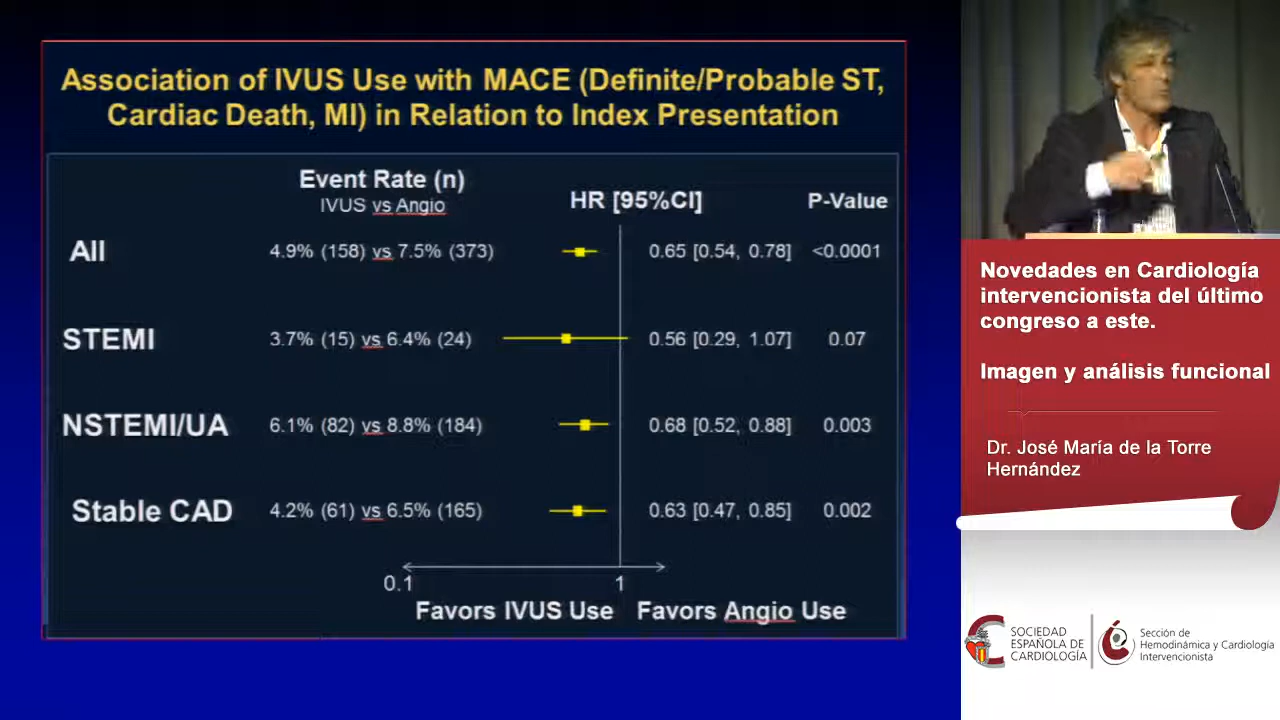 Association of IVUS Use with MACE (Definite/Probable ST,
Cardiac Death, MI) in Relation to Index Presentation
Event Rate (n)
IVUS vs Angio
HR [95%CI]
P-Value
All
4.9% (158) vs 7.5% (373)
0.65 [0.54, 0.78]
<0.0001
STEMI
3.7% (15) vs 6.4% (24)
0.56 [0.29, 1.07]
0.07
NSTEMI/UA
6.1% (82) vs 8.8% (184)
0.68 [0.52, 0.88]
0.003
Stable CAD
4.2% (61) vs 6.5% (165)
0.63 [0.47, 0.85]
0.002
0.1
1
Favors IVUS Use
Favors Angio Use
Novedades en Cardiología
intervencionista del último
congreso a este.
Imagen y análisis funcional
Dr. José María de la Torre
Hernández
SOCIEDAD
ESPAÑOLA DE
CARDIOLOGÍA
Sección de
Hemodinámica y Cardiología
Intervencionista